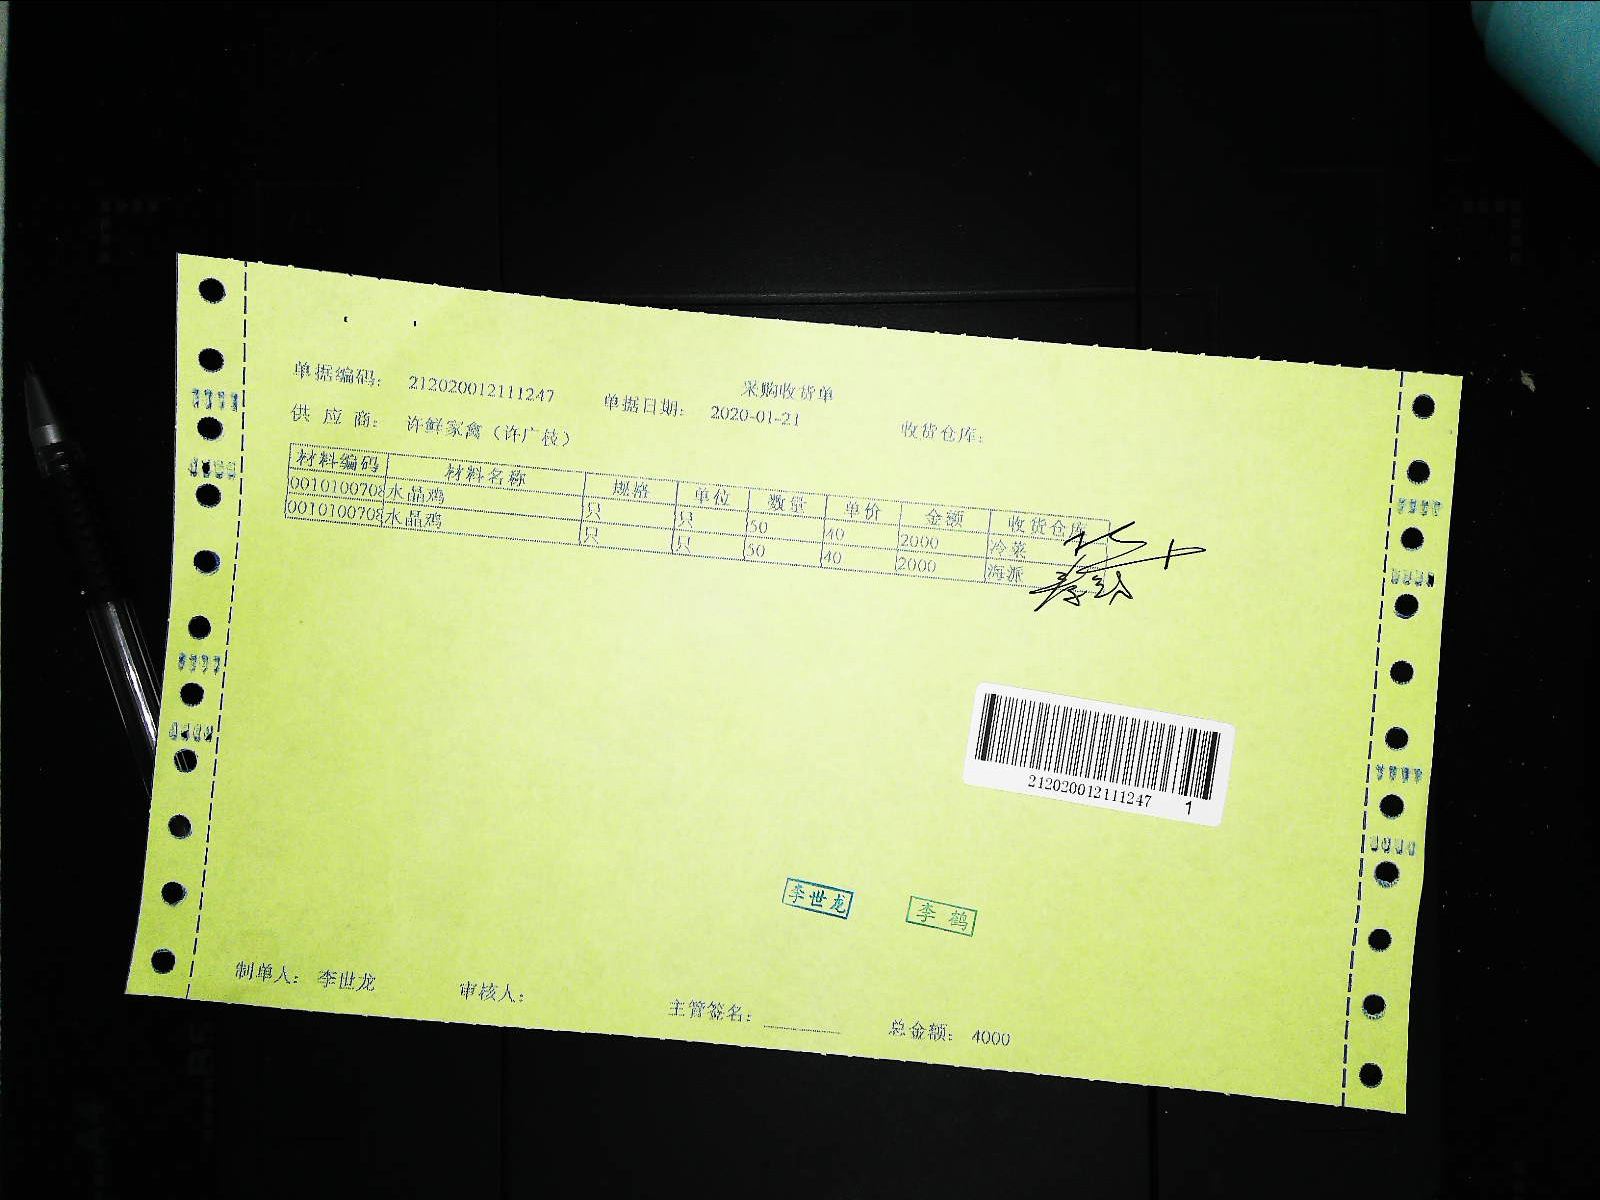 采购收货单
单据编码： 212020012111247 单据日期： 2020-01-21 收货仓库：
供 应 商： 许鲜家禽（许广技）
材料编码 材料名称 规格 单位 数量 单价 金额 收货仓库
0010100708 水晶鸡 只 只 50 40 2000 冷菜
0010100708 水晶鸡 只 只 50 40 2000 海派
212020012111247 1
李世龙 李鹤
制单人： 李世龙 审核人： 主管签名： 总金额： 4000